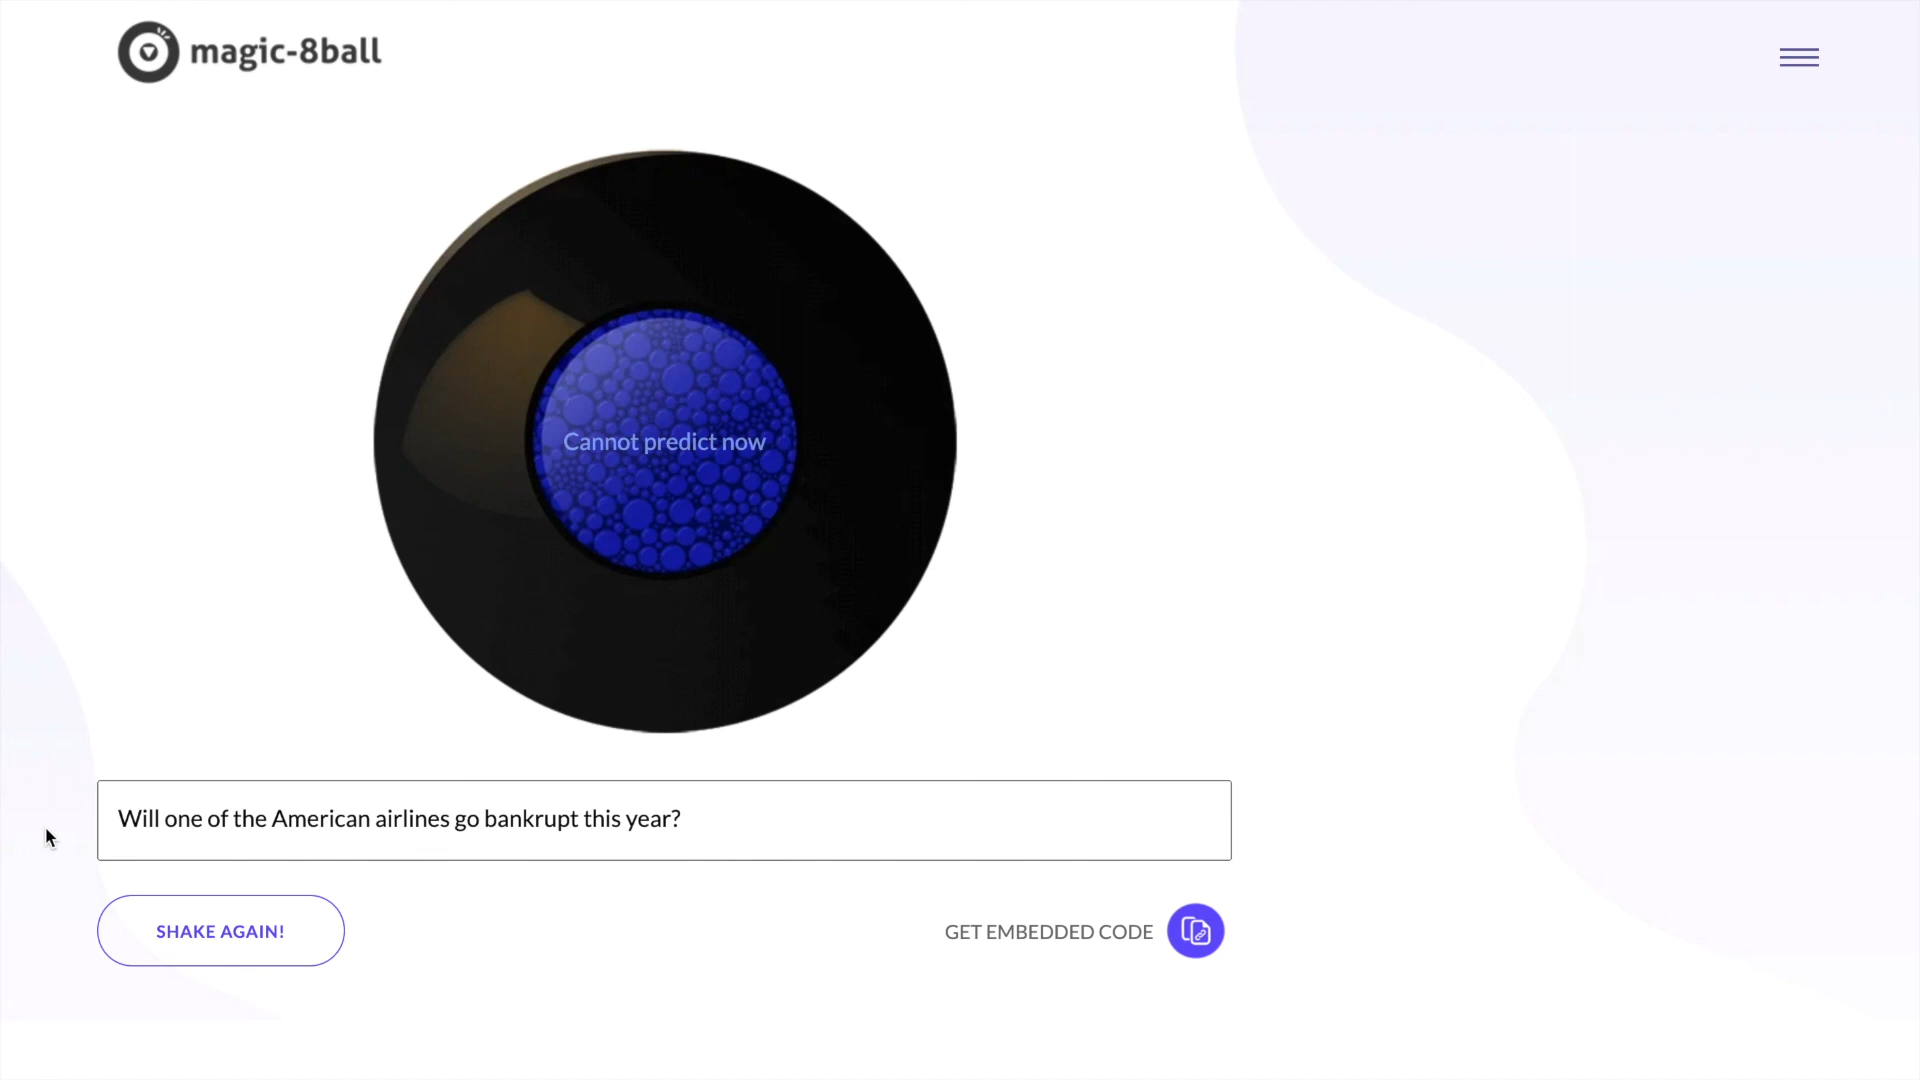 magic-8ball
Cannot predict now
Will one of the American airlines go bankrupt this year?
SHAKE AGAIN!
GET EMBEDDED CODE